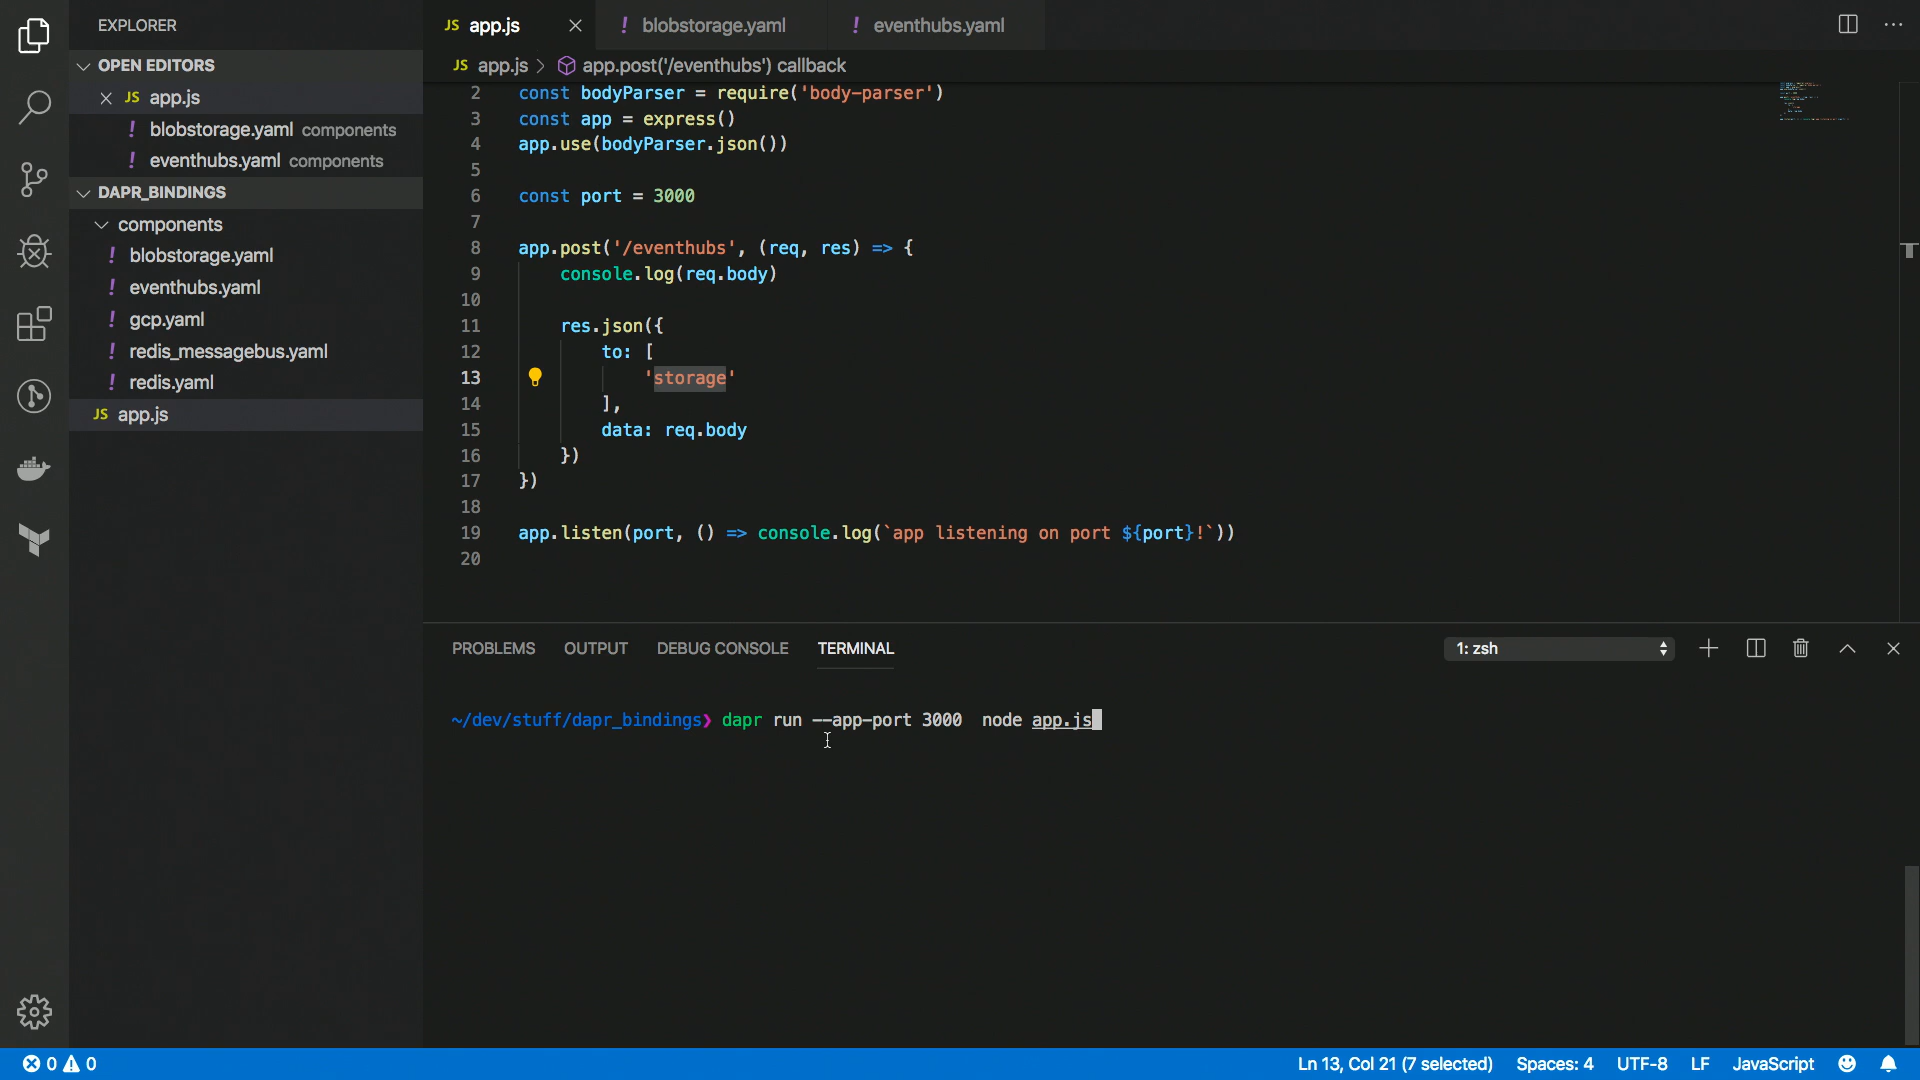 EXPLORER
OPEN EDITORS
JS app.js
! blobstorage.yaml components
! eventhubs.yaml components
DAPR_BINDINGS
components
! blobstorage.yaml
! eventhubs.yaml
! gcp.yaml
! redis_messagebus.yaml
! redis.yaml
JS app.js
JS app.js
! blobstorage.yaml
! eventhubs.yaml
JS app.js > app.post('/eventhubs') callback
2 const bodyParser = require('body-parser')
3 const app = express()
4 app.use(bodyParser.json())
5
6 const port = 3000
7
8 app.post('/eventhubs', (req, res) => {
9 console.log(req.body)
10
11 res.json({
12 to: [
13 'storage'
14 ],
15 data: req.body
16 })
17 })
18
19 app.listen(port, () => console.log(`app listening on port ${port}!`))
20
PROBLEMS OUTPUT DEBUG CONSOLE TERMINAL 1: zsh
~/dev/stuff/dapr_bindings❯ dapr run --app-port 3000  node app.js
0 0 Ln 13, Col 21 (7 selected) Spaces: 4 UTF-8 LF JavaScript